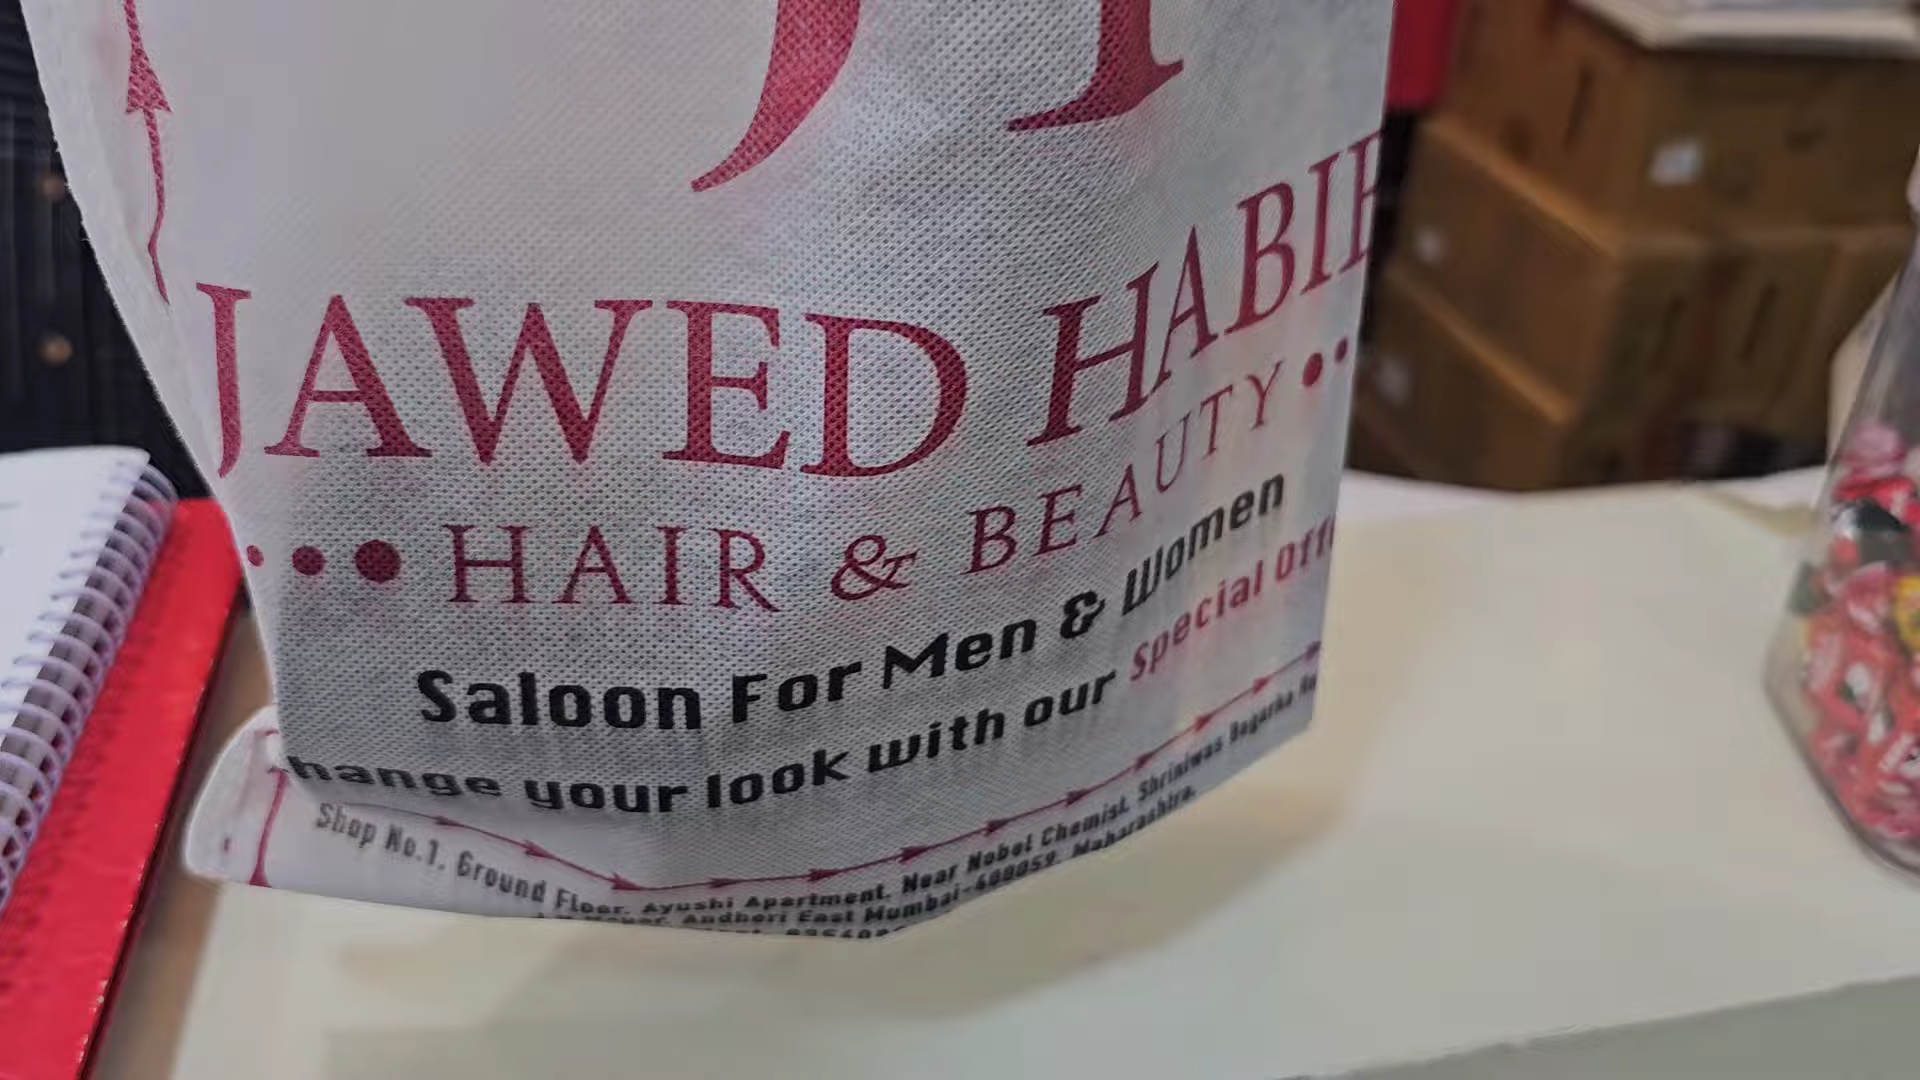 JAWED HABIB
HAIR & BEAUTY
Saloon For Men & Women
hange your look with our Special Off
Shop No.1, Ground Floor, Ayushi Apartment, Near Nobel Chemist, Shriniwas Bagarka
Andheri East Mumbai-400059, Maharashtra.